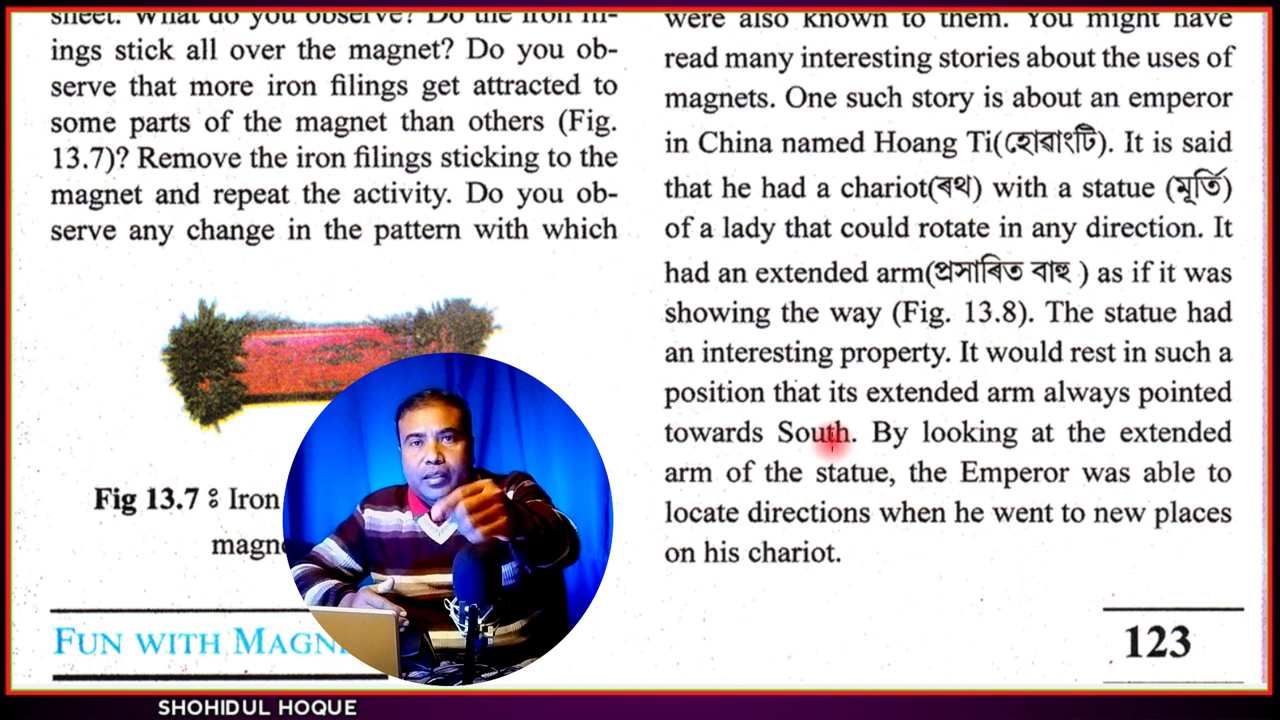 sheet. What do you observe? Do the iron fil-
ings stick all over the magnet? Do you ob-
serve that more iron filings get attracted to
some parts of the magnet than others (Fig.
13.7)? Remove the iron filings sticking to the
magnet and repeat the activity. Do you ob-
serve any change in the pattern with which
Fig 13.7 : Iron
FUN WITH
were also known to them. You might have
read many interesting stories about the uses of
magnets. One such story is about an emperor
in China named Hoang Ti(হোৱাংটি). It is said
that he had a chariot(ৰথ) with a statue (মূৰ্তি)
of a lady that could rotate in any direction. It
had an extended arm(প্ৰসাৰিত বাহু ) as if it was
showing the way (Fig. 13.8). The statue had
an interesting property. It would rest in such a
position that its extended arm always pointed
towards South. By looking at the extended
arm of the statue, the Emperor was able to
locate directions when he went to new places
on his chariot.
123
SHOHIDUL HOQUE